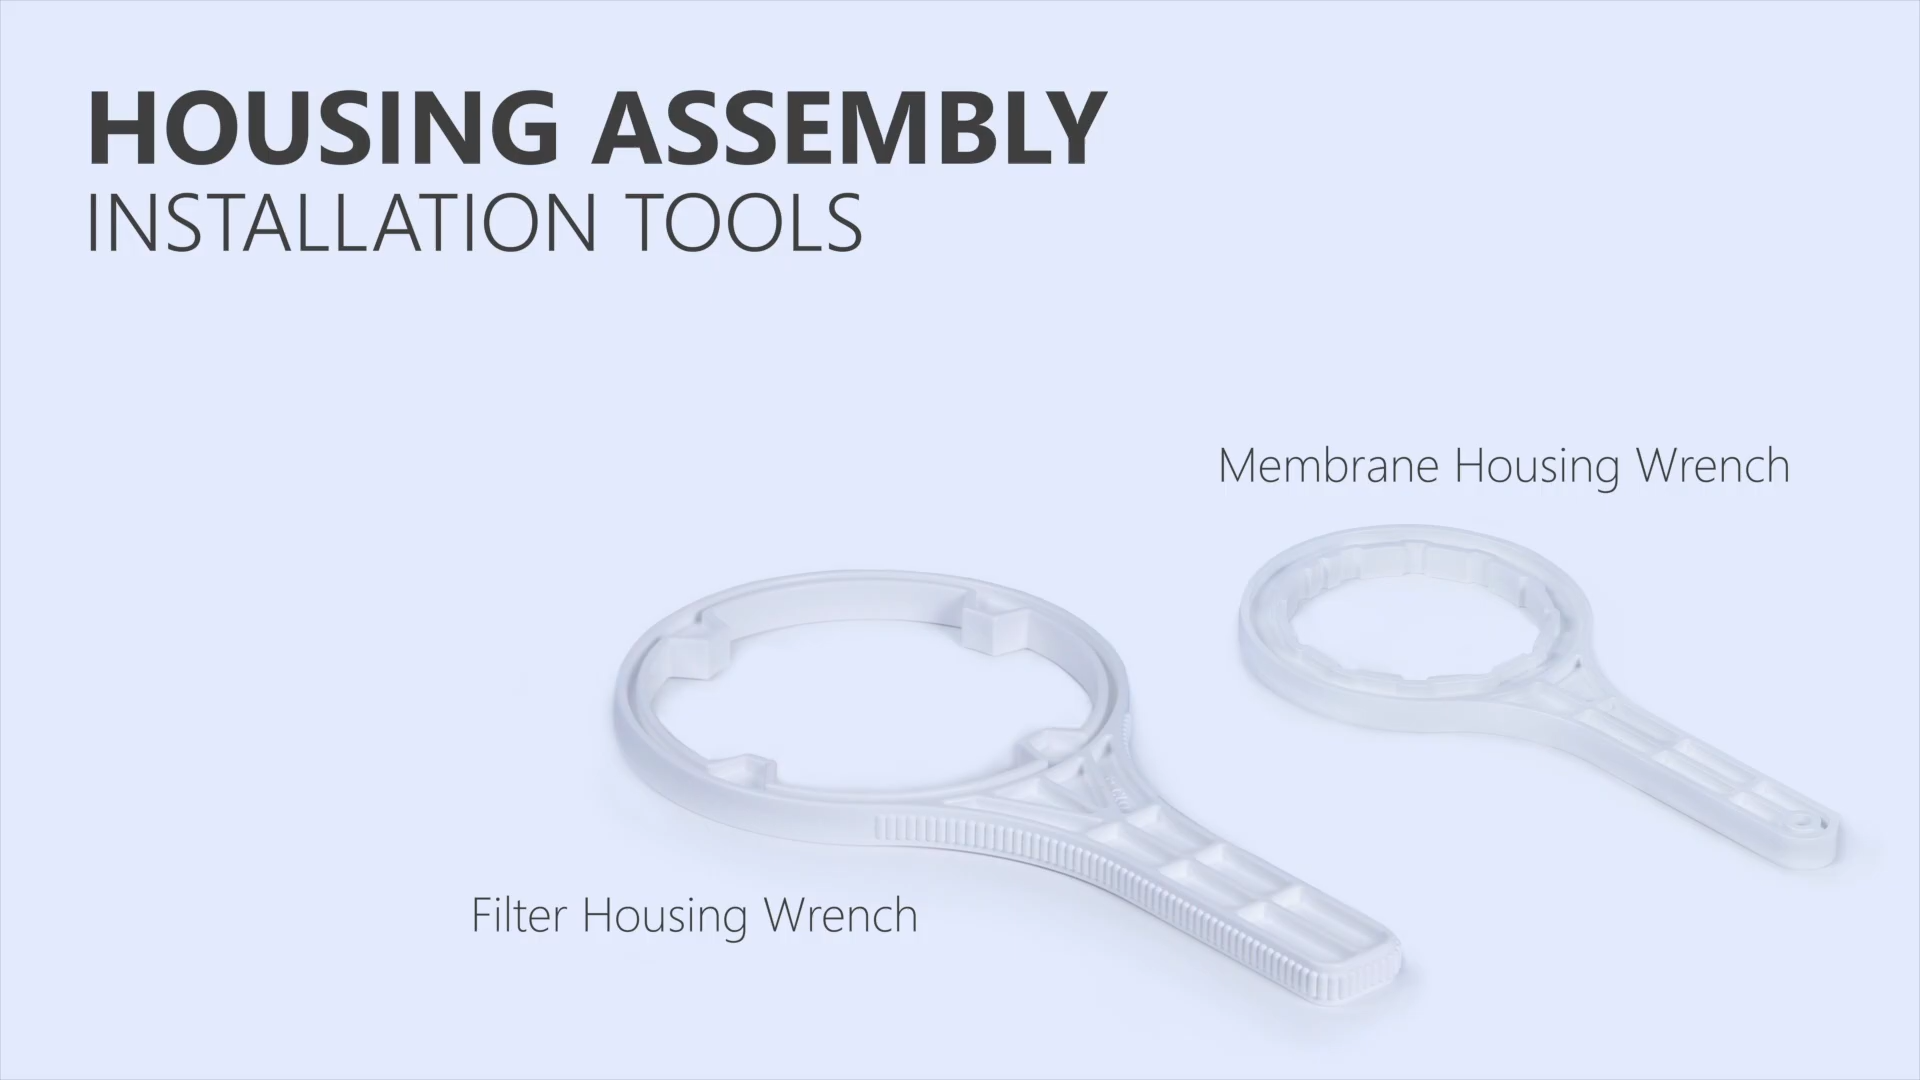 HOUSING ASSEMBLY
INSTALLATION TOOLS
Membrane Housing Wrench
Filter Housing Wrench